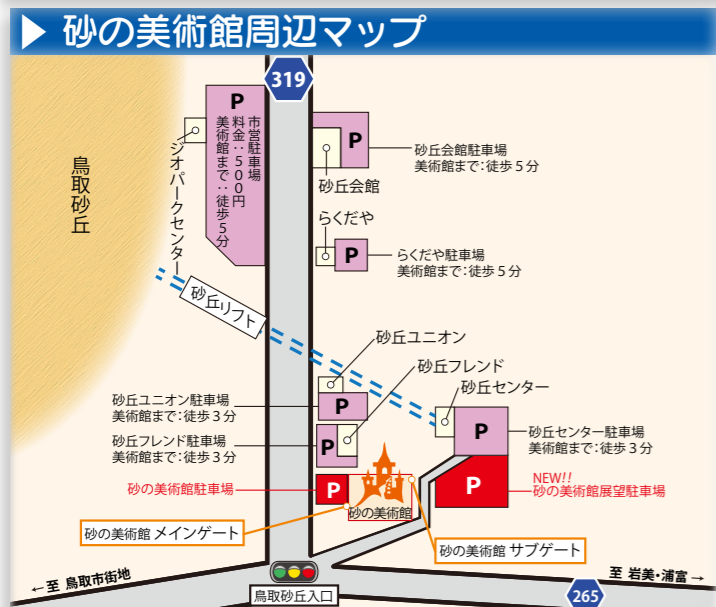 ▶ 砂の美術館周辺マップ
319
P
市営駐車場
料金：500円
美術館まで：徒歩5分
ジオパークセンター
鳥取砂丘
P
砂丘会館駐車場
美術館まで：徒歩5分
砂丘会館
らくだや
P
らくだや駐車場
美術館まで：徒歩5分
砂丘リフト
砂丘ユニオン
砂丘フレンド
砂丘センター
砂丘ユニオン駐車場
美術館まで：徒歩3分
P
砂丘フレンド駐車場
美術館まで：徒歩3分
P
P
砂丘センター駐車場
美術館まで：徒歩3分
砂の美術館駐車場
P
砂の美術館
P
NEW!!
砂の美術館展望駐車場
砂の美術館 メインゲート
砂の美術館 サブゲート
←至 鳥取市街地
鳥取砂丘入口
至 岩美・浦富→
265